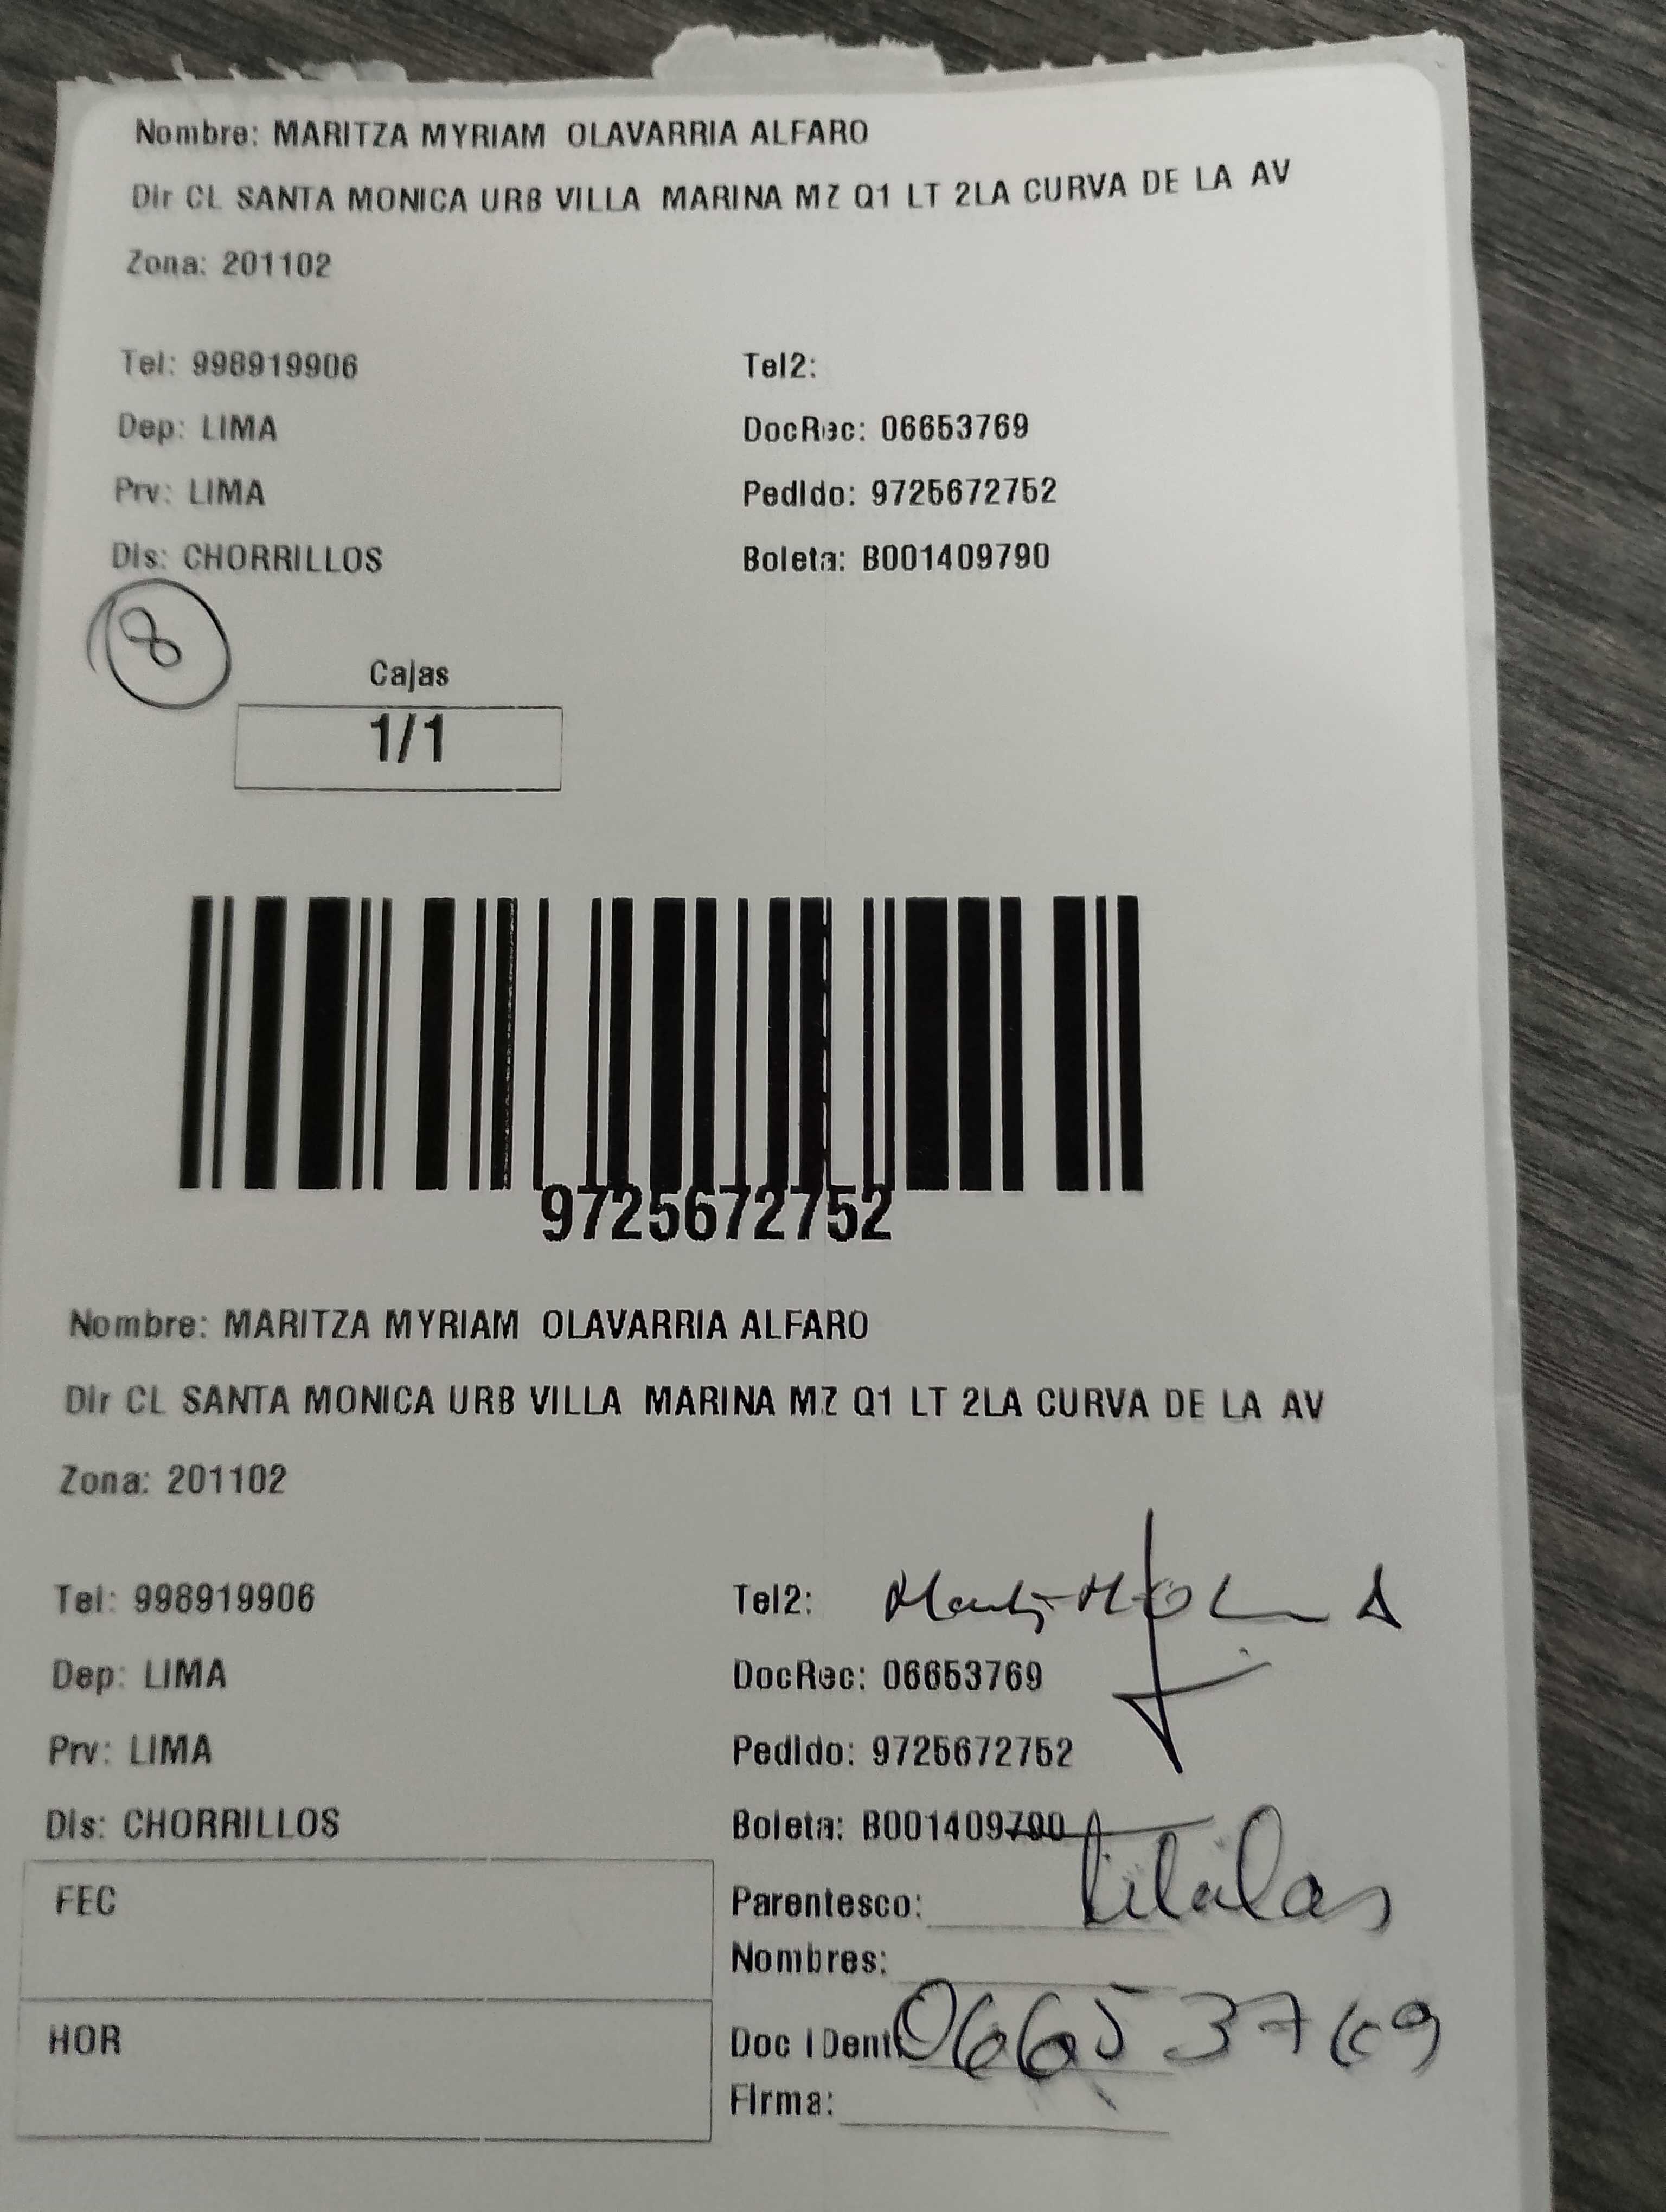 Nombre: MARITZA MYRIAM OLAVARRIA ALFARO
Dir CL SANTA MONICA URB VILLA MARINA MZ Q1 LT 2LA CURVA DE LA AV
Zona: 201102
Tel: 998919906 Tel2:
Dep: LIMA DocRec: 06653769
Prv: LIMA Pedido: 9725672752
Dis: CHORRILLOS Boleta: B001409790
8
Cajas
1/1
9725672752
Nombre: MARITZA MYRIAM OLAVARRIA ALFARO
Dir CL SANTA MONICA URB VILLA MARINA MZ Q1 LT 2LA CURVA DE LA AV
Zona: 201102
Tel: 998919906 Tel2:
Dep: LIMA DocRec: 06653769
Prv: LIMA Pedido: 9725672752
Dis: CHORRILLOS Boleta: B001409790
FEC Parentesco:
Nombres:
HOR Doc IDent: 06653769
Firma: